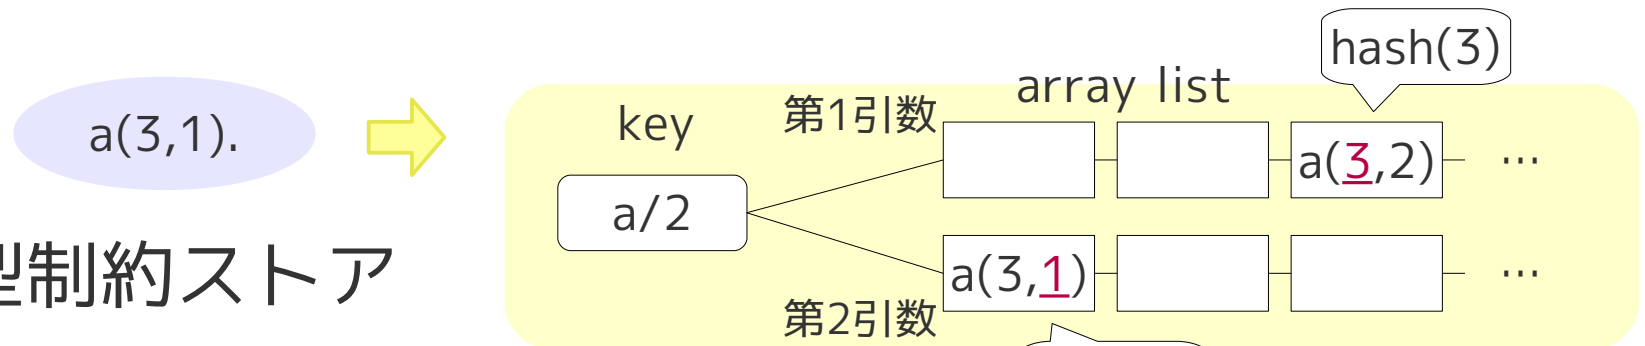 hash(3)
array list
第1引数
key
a(3,1).
a(3,2)
…
a/2
型制約ストア
a(3,1)
…
第2引数